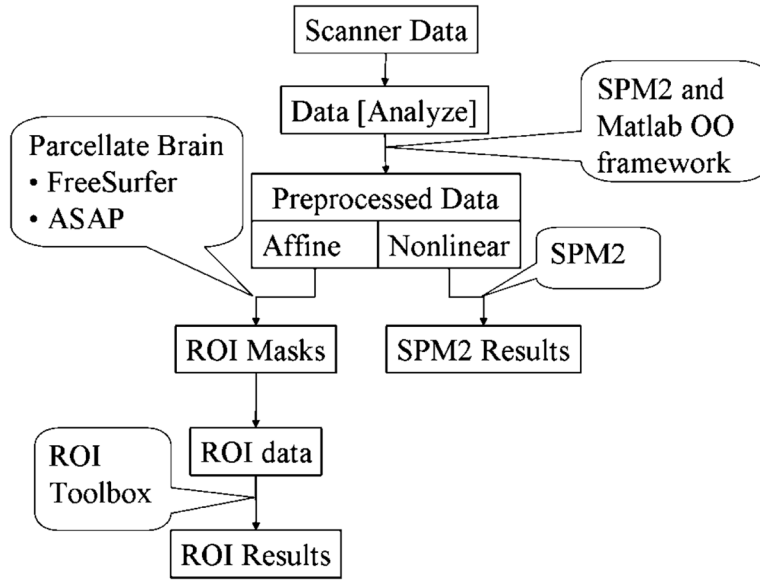 Scanner Data
Data [Analyze]
SPM2 and
Matlab OO
framework
Parcellate Brain
• FreeSurfer
• ASAP
Preprocessed Data
Affine
Nonlinear
SPM2
ROI Masks
SPM2 Results
ROI data
ROI
Toolbox
ROI Results